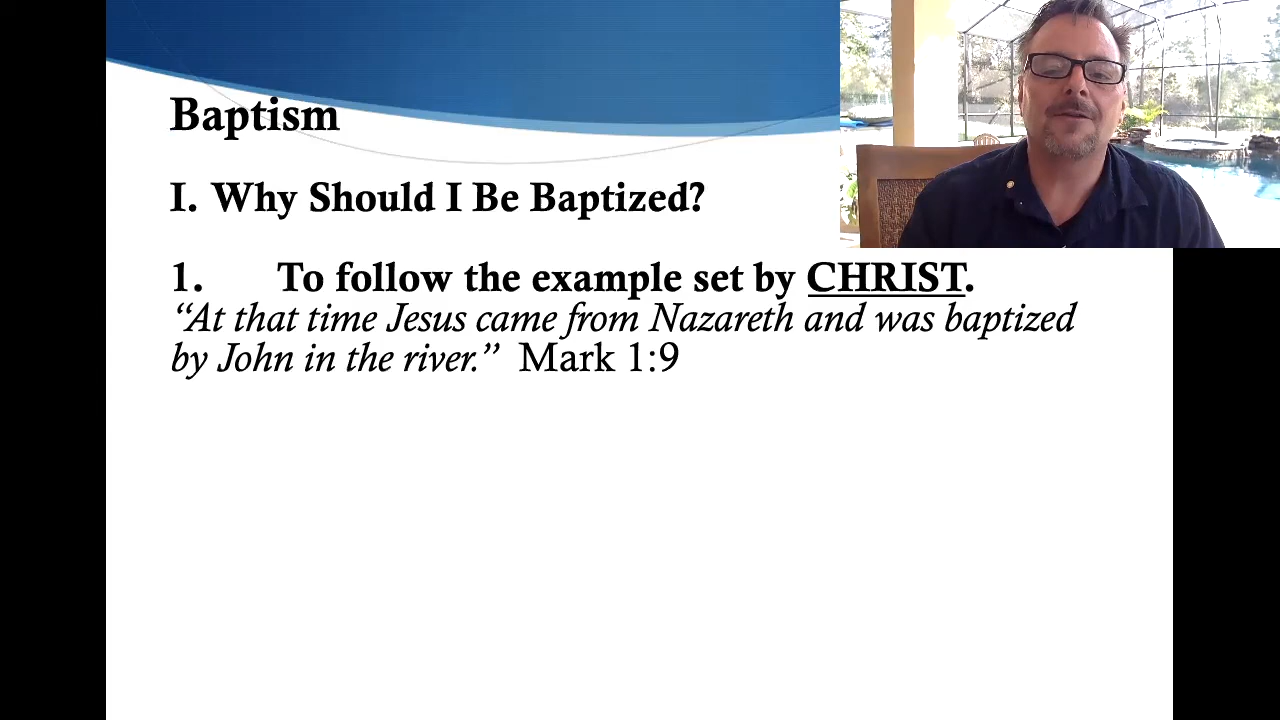 Baptism
I. Why Should I Be Baptized?
1. To follow the example set by CHRIST.
“At that time Jesus came from Nazareth and was baptized
by John in the river.” Mark 1:9